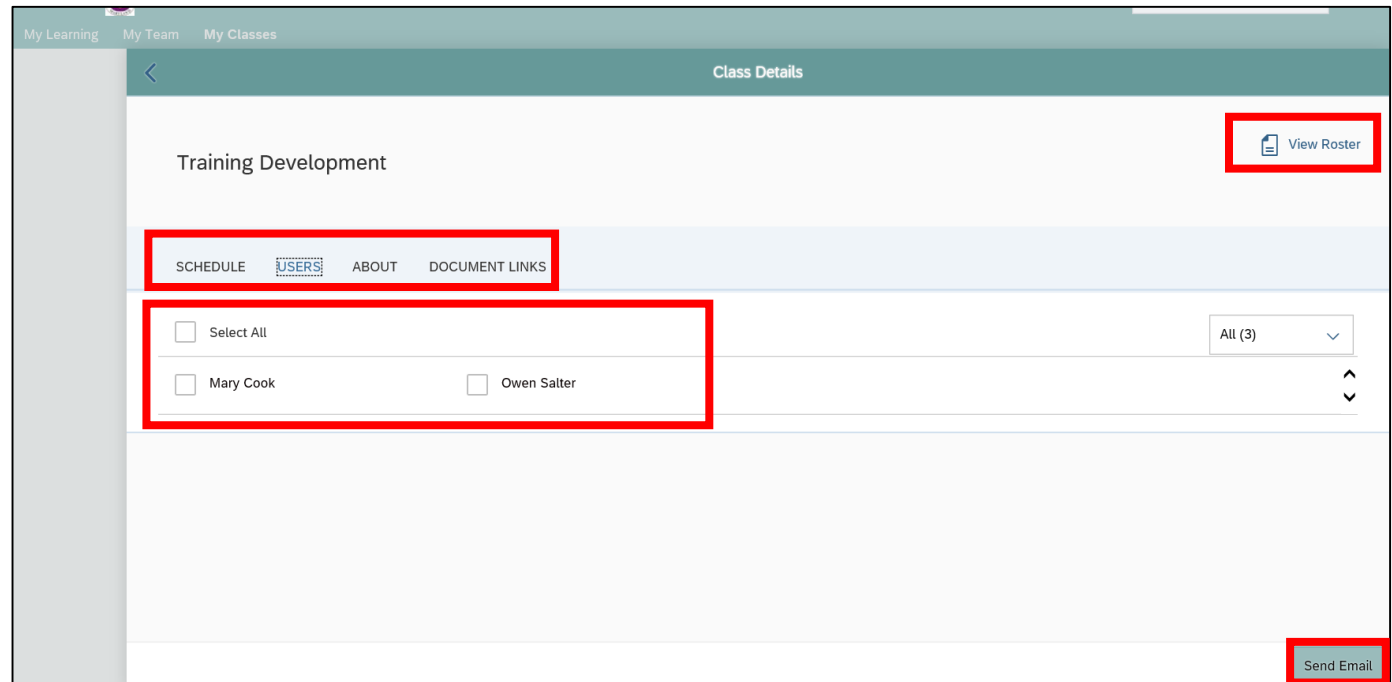 My Learning My Team My Classes
Class Details
View Roster
Training Development
SCHEDULE USERS ABOUT DOCUMENT LINKS
Select All All (3)
Mary Cook Owen Salter
Send Email